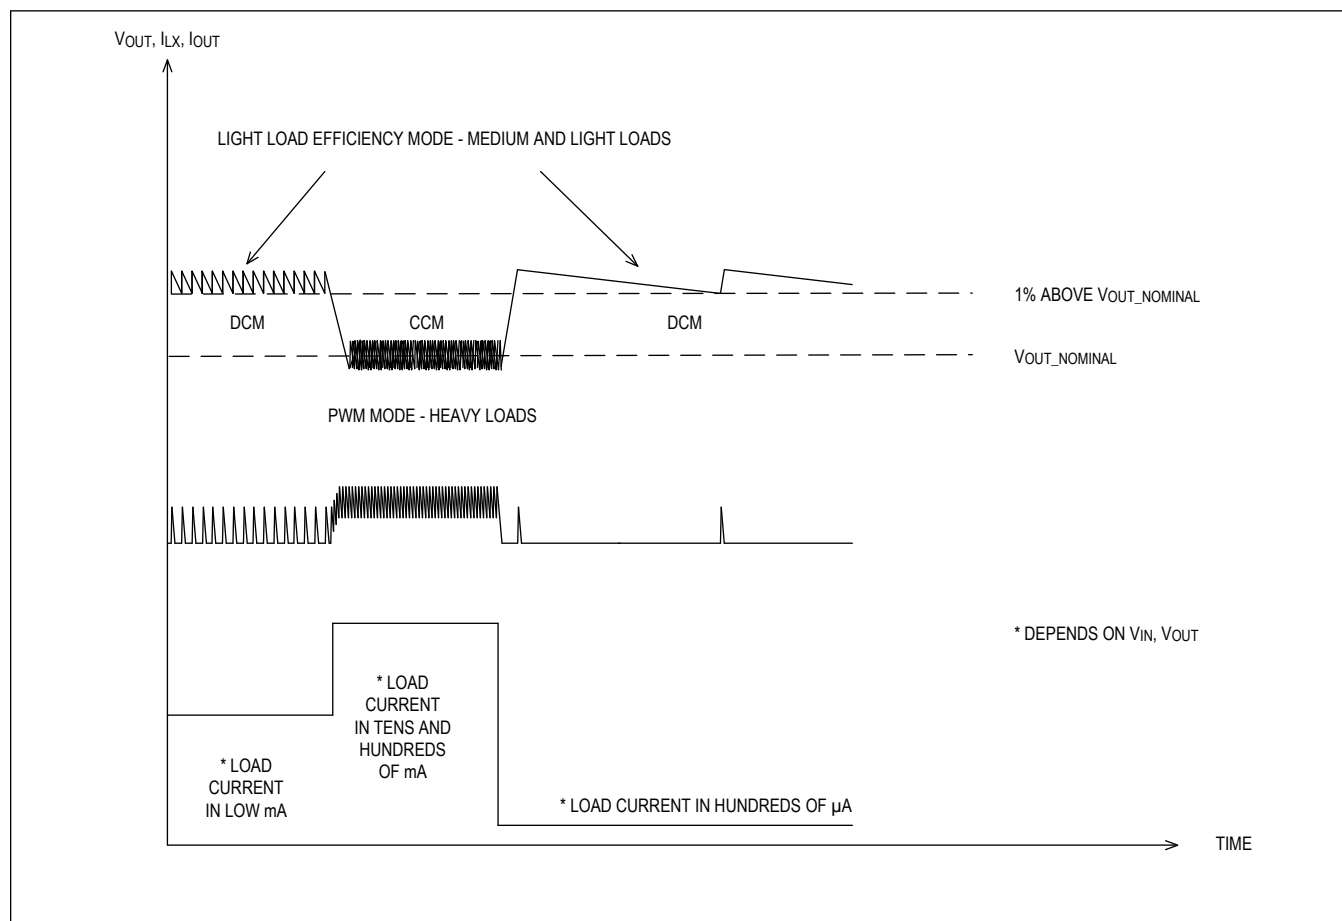 VOUT, ILX, IOUT
LIGHT LOAD EFFICIENCY MODE - MEDIUM AND LIGHT LOADS
1% ABOVE VOUT_NOMINAL
DCM
CCM
DCM
VOUT_NOMINAL
PWM MODE - HEAVY LOADS
* DEPENDS ON VIN, VOUT
* LOAD
CURRENT
IN TENS AND
HUNDREDS
OF mA
* LOAD
CURRENT
IN LOW mA
* LOAD CURRENT IN HUNDREDS OF µA
TIME